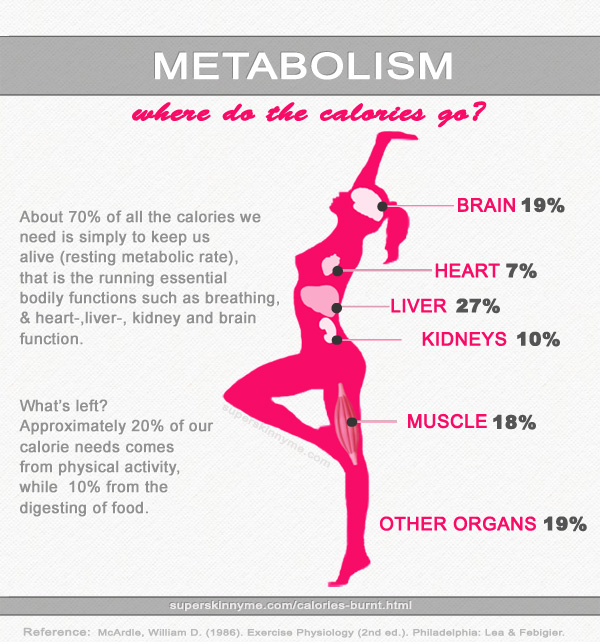 METABOLISM
where do the calories go?
BRAIN 19%
About 70% of all the calories we
need is simply to keep us
alive (resting metabolic rate),
that is the running essential
bodily functions such as breathing,
& heart-,liver-, kidney and brain
function.
HEART 7%
LIVER 27%
KIDNEYS 10%
What's left?
Approximately 20% of our
calorie needs comes
from physical activity,
while 10% from the
digesting of food.
superskinnyme.com
MUSCLE 18%
OTHER ORGANS 19%
superskinnyme.com/calories-burnt.html
Reference: McArdle, William D. (1986). Exercise Physiology (2nd ed.). Philadelphia: Lea & Febigier.